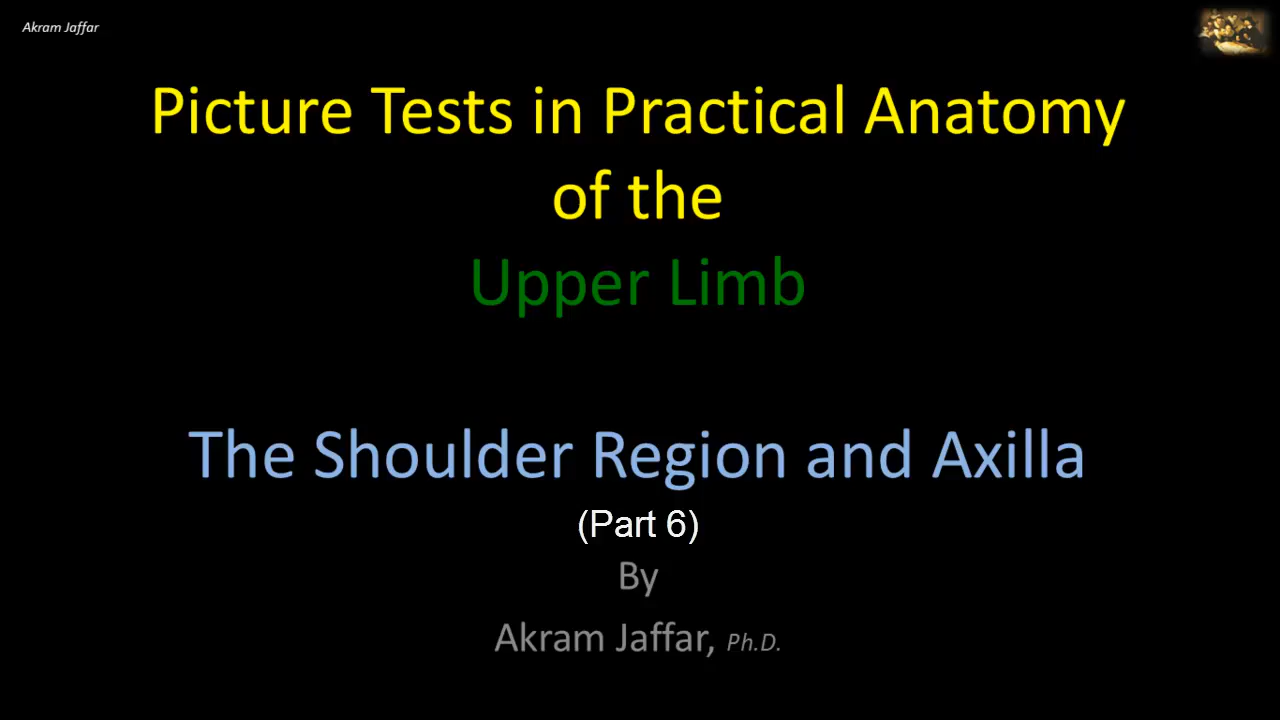 Akram Jaffar
Picture Tests in Practical Anatomy
of the
Upper Limb
The Shoulder Region and Axilla
(Part 6)
By
Akram Jaffar, Ph.D.